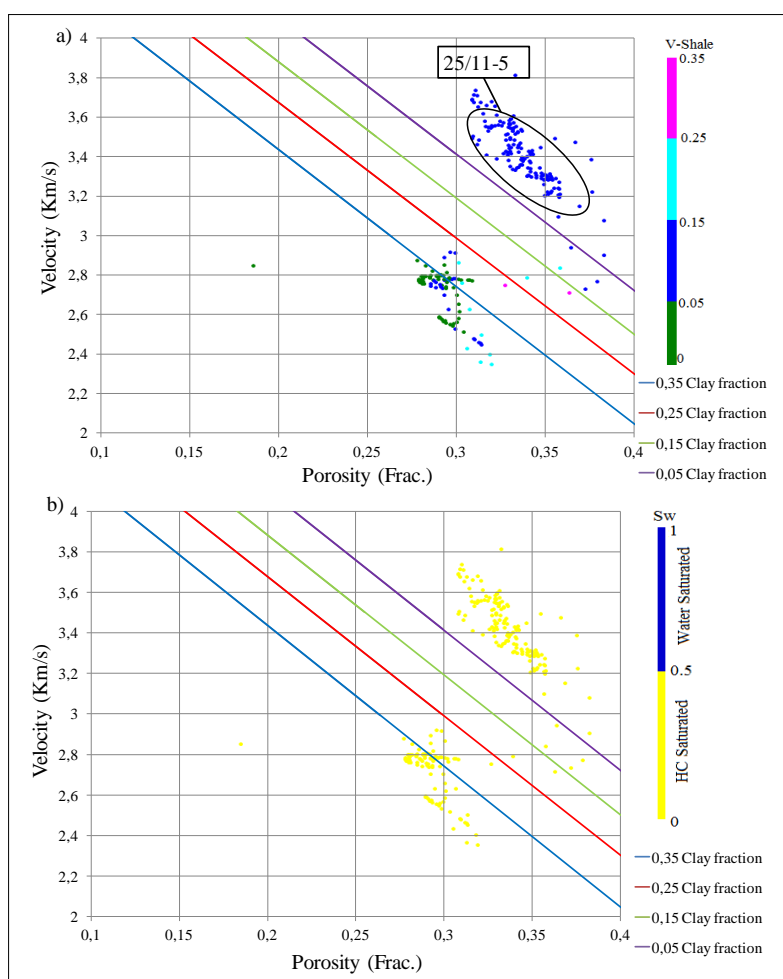 a)
25/11-5
V-Shale
0.35
0.25
0.15
0.05
0
4
3,8
3,6
3,4
3,2
3
2,8
2,6
2,4
2,2
2
Velocity (Km/s)
0,1
0,15
0,2
0,25
0,3
0,35
0,4
Porosity (Frac.)
0,35 Clay fraction
0,25 Clay fraction
0,15 Clay fraction
0,05 Clay fraction
b)
Sw
1
Water Saturated
0.5
HC Saturated
0
4
3,8
3,6
3,4
3,2
3
2,8
2,6
2,4
2,2
2
Velocity (Km/s)
0,1
0,15
0,2
0,25
0,3
0,35
0,4
Porosity (Frac.)
0,35 Clay fraction
0,25 Clay fraction
0,15 Clay fraction
0,05 Clay fraction